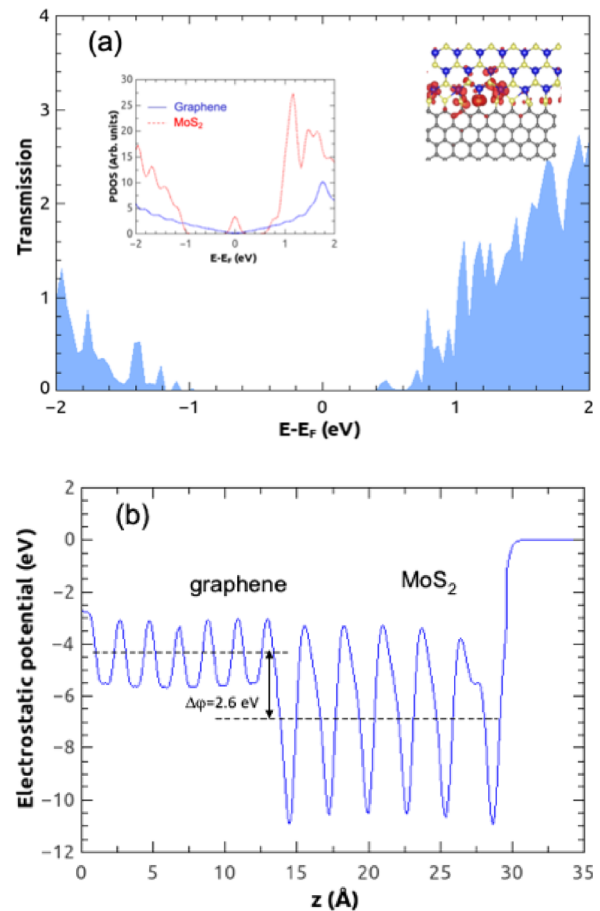 (a)
4
3
2
1
0
Transmission
30
25
20
15
10
5
0
PDOS (Arb. units)
Graphene
MoS₂
−2 −1 0 1 2
E-E_F (eV)
−2 −1 0 1 2
E-E_F (eV)
(b)
2
0
−2
−4
−6
−8
−10
−12
Electrostatic potential (eV)
graphene MoS₂
Δφ=2.6 eV
0 5 10 15 20 25 30 35
z (Å)